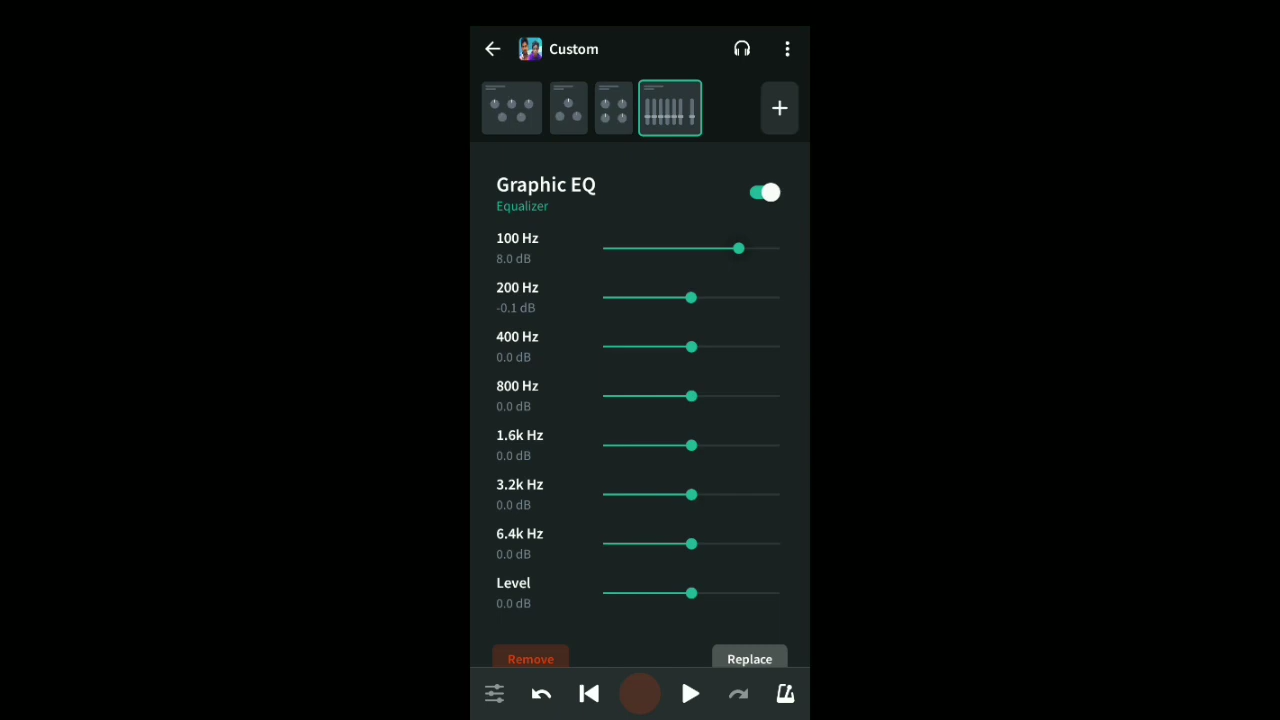 Custom
Graphic EQ
Equalizer
100 Hz
8.0 dB
200 Hz
-0.1 dB
400 Hz
0.0 dB
800 Hz
0.0 dB
1.6k Hz
0.0 dB
3.2k Hz
0.0 dB
6.4k Hz
0.0 dB
Level
0.0 dB
Remove
Replace